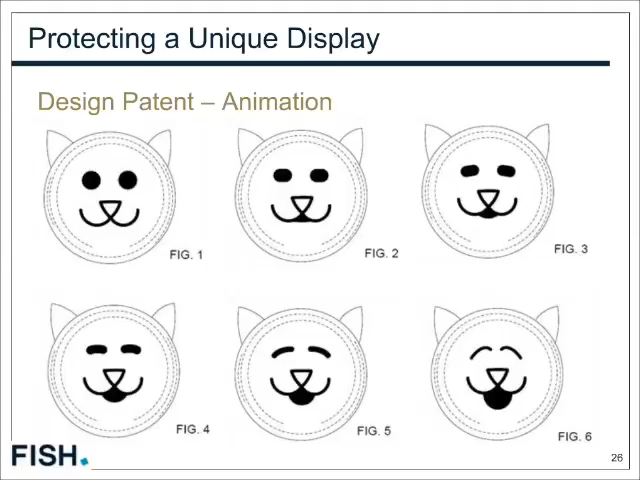 Protecting a Unique Display
Design Patent – Animation
FIG. 1
FIG. 2
FIG. 3
FIG. 4
FIG. 5
FIG. 6
FISH.
26